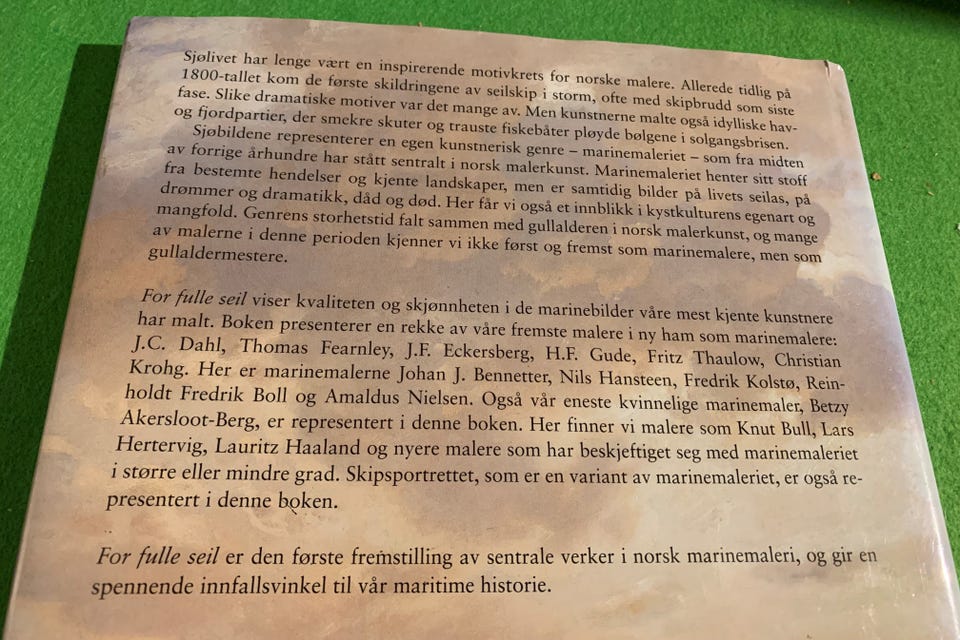 Sjølivet har lenge vært en inspirerende motivkrets for norske malere. Allerede tidlig på
1800-tallet kom de første skildringene av seilskip i storm, ofte med skipbrudd som siste
fase. Slike dramatiske motiver var det mange av. Men kunstnerne malte også idylliske hav-
og fjordpartier, der smekre skuter og trauste fiskebåter pløyde bølgene i solgangsbrisen.
Sjøbildene representerer en egen kunstnerisk genre – marinemaleriet – som fra midten
av forrige århundre har stått sentralt i norsk malerkunst. Marinemaleriet henter sitt stoff
fra bestemte hendelser og kjente landskaper, men er samtidig bilder på livets seilas, på
drømmer og dramatikk, dåd og død. Her får vi også et innblikk i kystkulturens egenart og
mangfold. Genrens storhetstid falt sammen med gullalderen i norsk malerkunst, og mange
av malerne i denne perioden kjenner vi ikke først og fremst som marinemalere, men som
gullaldermestere.
For fulle seil viser kvaliteten og skjønnheten i de marinebilder våre mest kjente kunstnere
har malt. Boken presenterer en rekke av våre fremste malere i ny ham som marinemalere:
J.C. Dahl, Thomas Fearnley, J.F. Eckersberg, H.F. Gude, Fritz Thaulow, Christian
Krohg. Her er marinemalerne Johan J. Bennetter, Nils Hansteen, Fredrik Kolstø, Rein-
holdt Fredrik Boll og Amaldus Nielsen. Også vår eneste kvinnelige marinemaler, Betzy
Akersloot-Berg, er representert i denne boken. Her finner vi malere som Knut Bull, Lars
Hertervig, Lauritz Haaland og nyere malere som har beskjeftiget seg med marinemaleriet
i større eller mindre grad. Skipsportrettet, som er en variant av marinemaleriet, er også re-
presentert i denne boken.
For fulle seil er den første fremstilling av sentrale verker i norsk marinemaleri, og gir en
spennende innfallsvinkel til vår maritime historie.